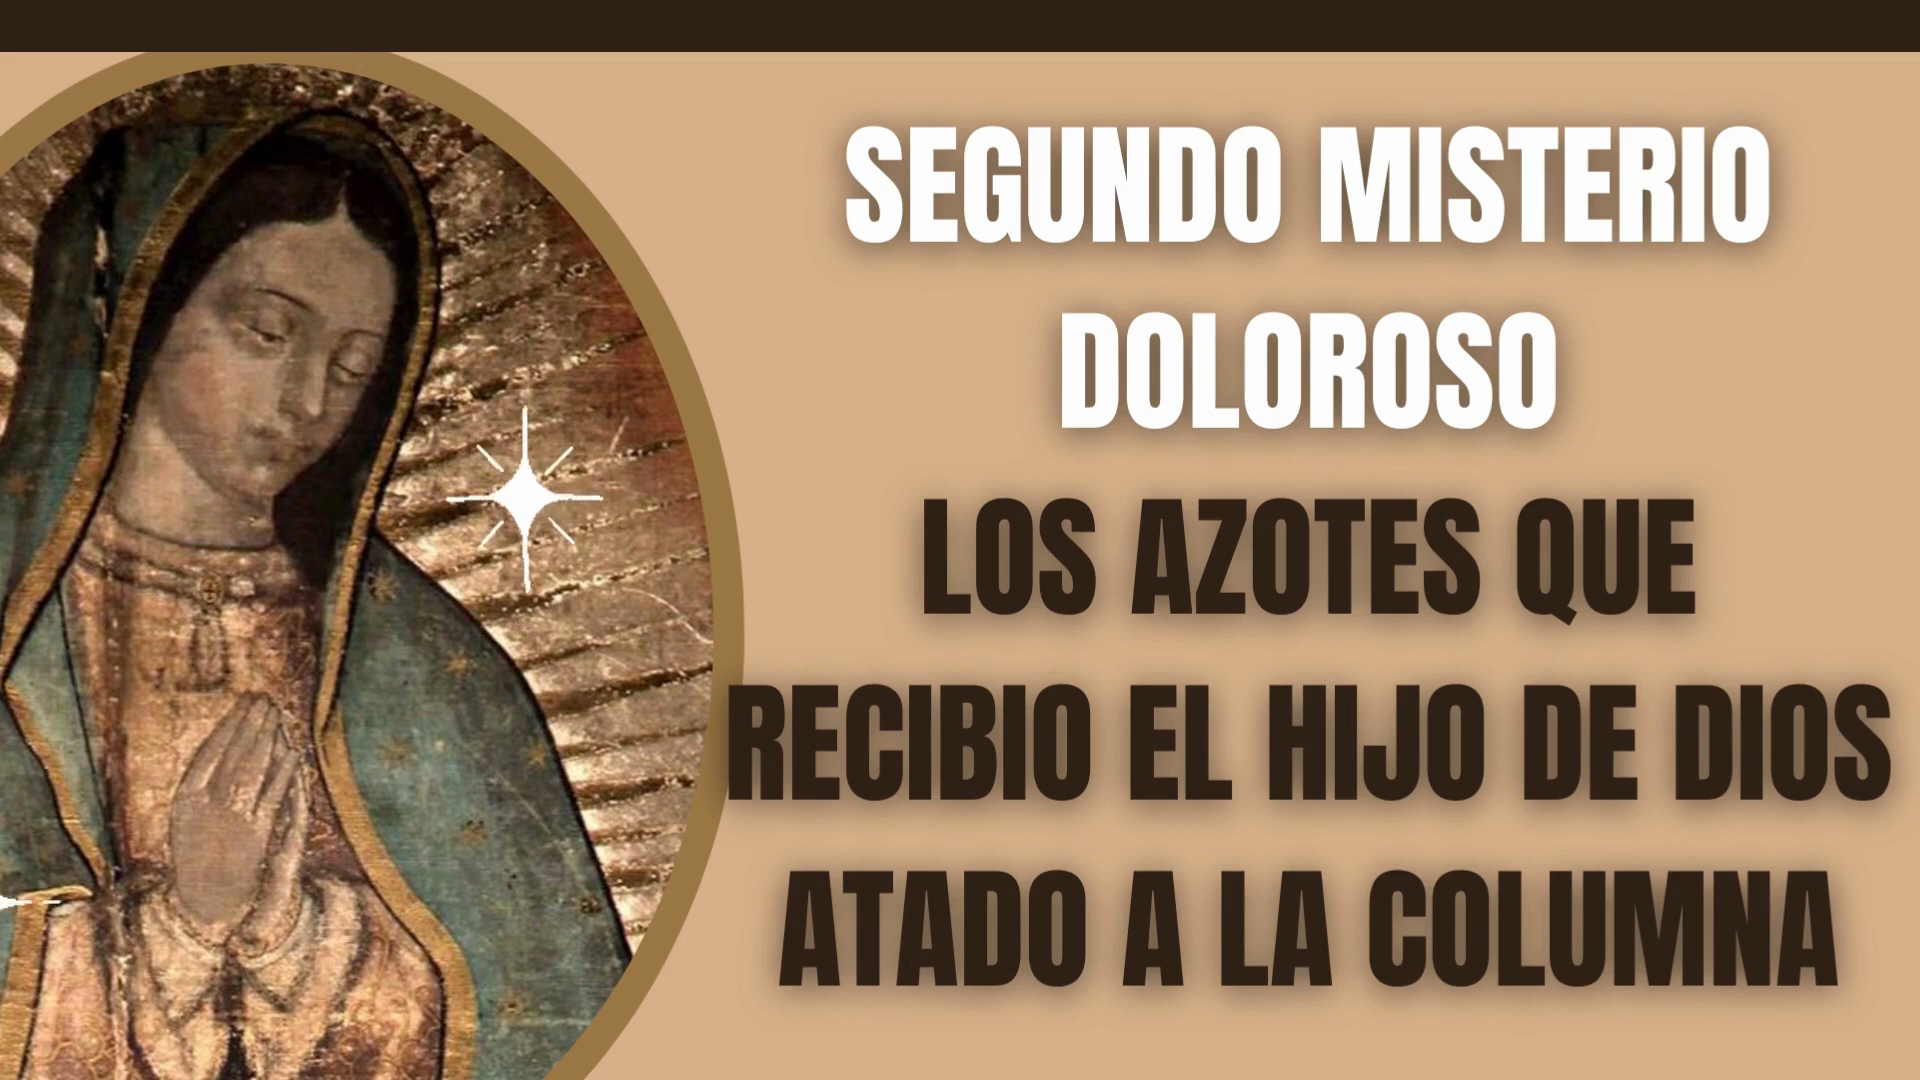 SEGUNDO MISTERIO
DOLOROSO
LOS AZOTES QUE
RECIBIO EL HIJO DE DIOS
ATADO A LA COLUMNA